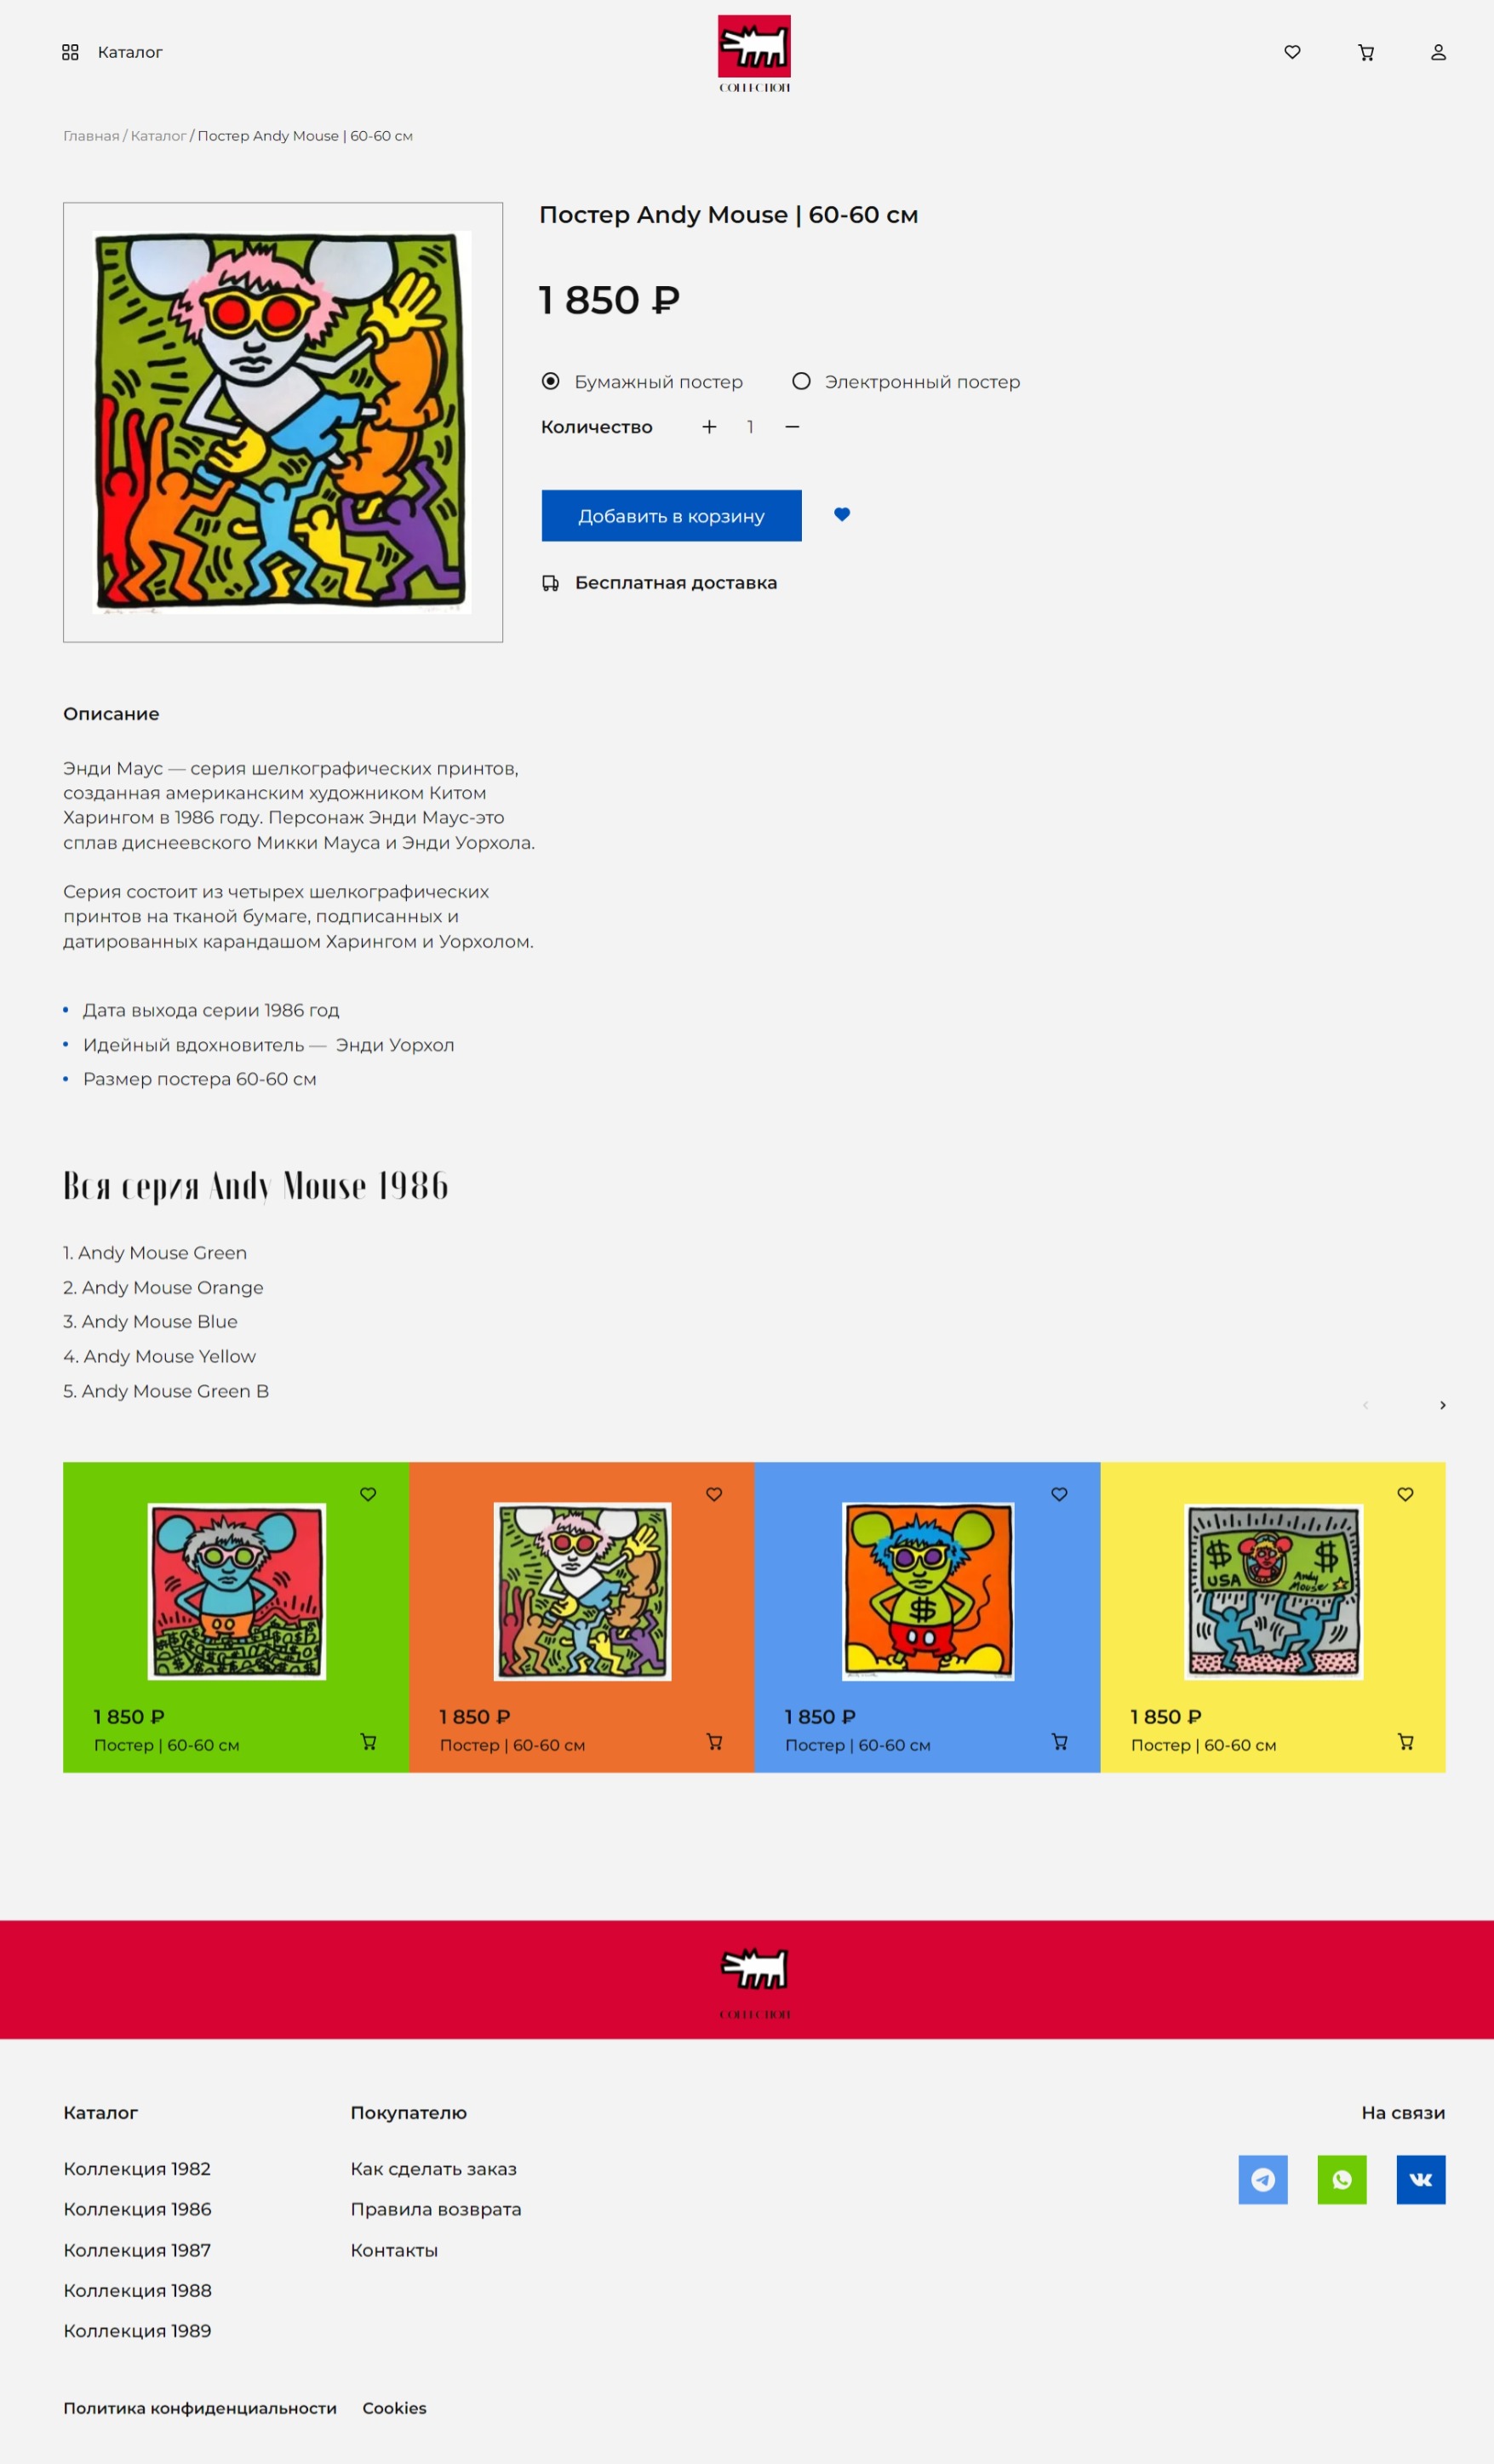 Каталог
COLLECTION
Главная / Каталог / Постер Andy Mouse | 60-60 см
Постер Andy Mouse | 60-60 см
1 850 ₽
Бумажный постер
Электронный постер
Количество + 1 −
Добавить в корзину
Бесплатная доставка
Описание
Энди Маус — серия шелкографических принтов,
созданная американским художником Китом
Харингом в 1986 году. Персонаж Энди Маус-это
сплав диснеевского Микки Мауса и Энди Уорхола.
Серия состоит из четырех шелкографических
принтов на тканой бумаге, подписанных и
датированных карандашом Харингом и Уорхолом.
• Дата выхода серии 1986 год
• Идейный вдохновитель — Энди Уорхол
• Размер постера 60-60 см
Вся серия Andy Mouse 1986
1. Andy Mouse Green
2. Andy Mouse Orange
3. Andy Mouse Blue
4. Andy Mouse Yellow
5. Andy Mouse Green B
$
$ $
USA Andy
Mouse
1 850 ₽
Постер | 60-60 см
1 850 ₽
Постер | 60-60 см
1 850 ₽
Постер | 60-60 см
1 850 ₽
Постер | 60-60 см
COLLECTION
Каталог
Коллекция 1982
Коллекция 1986
Коллекция 1987
Коллекция 1988
Коллекция 1989
Покупателю
Как сделать заказ
Правила возврата
Контакты
На связи
Политика конфиденциальности
Cookies